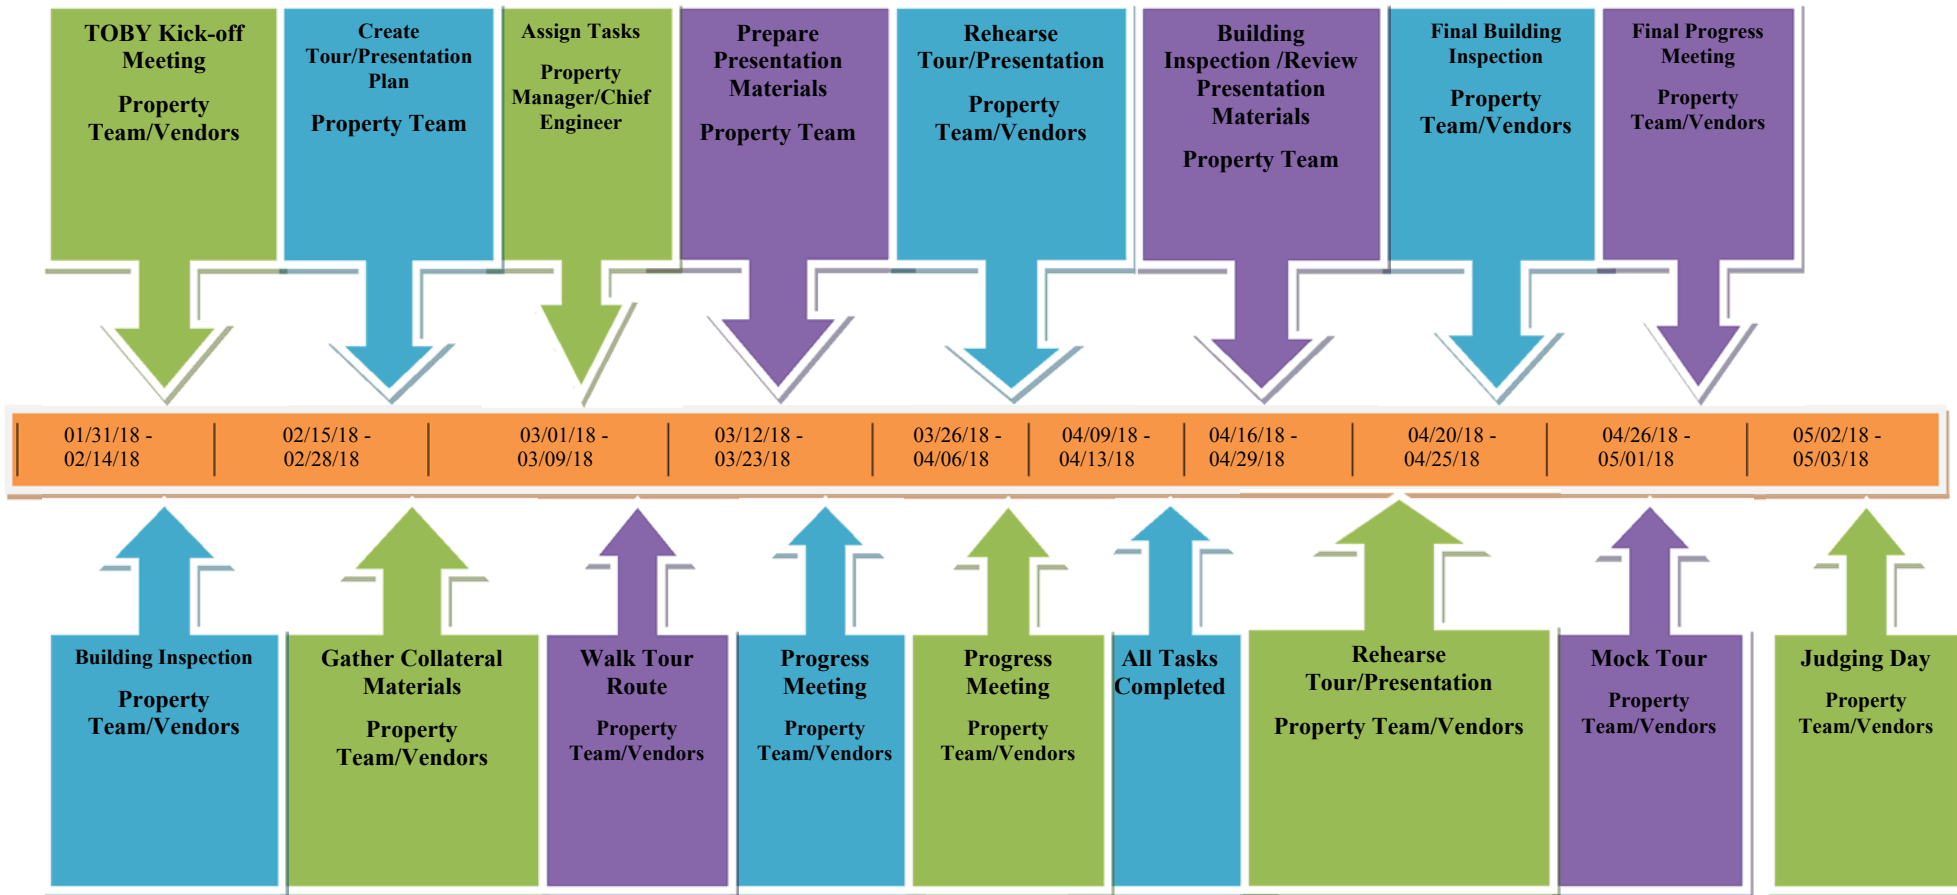 TOBY Kick-off
Meeting
Property
Team/Vendors
Create
Tour/Presentation
Plan
Property Team
Assign Tasks
Property
Manager/Chief
Engineer
Prepare
Presentation
Materials
Property Team
Rehearse
Tour/Presentation
Property
Team/Vendors
Building
Inspection /Review
Presentation
Materials
Property Team
Final Building
Inspection
Property
Team/Vendors
Final Progress
Meeting
Property
Team/Vendors
01/31/18 -
02/14/18
02/15/18 -
02/28/18
03/01/18 -
03/09/18
03/12/18 -
03/23/18
03/26/18 -
04/06/18
04/09/18 -
04/13/18
04/16/18 -
04/29/18
04/20/18 -
04/25/18
04/26/18 -
05/01/18
05/02/18 -
05/03/18
Building Inspection
Property
Team/Vendors
Gather Collateral
Materials
Property
Team/Vendors
Walk Tour
Route
Property
Team/Vendors
Progress
Meeting
Property
Team/Vendors
Progress
Meeting
Property
Team/Vendors
All Tasks
Completed
Rehearse
Tour/Presentation
Property Team/Vendors
Mock Tour
Property
Team/Vendors
Judging Day
Property
Team/Vendors